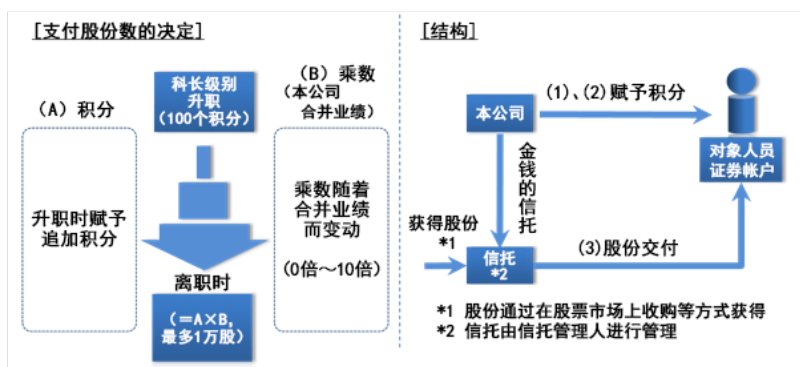 [支付股份数的决定]
(A) 积分
升职时赋予
追加积分
科长级别
升职
(100个积分)
离职时
(=A×B,
最多1万股)
(B) 乘数
(本公司
合并业绩)
乘数随着
合并业绩
而变动
(0倍～10倍)
[结构]
本公司
(1)、(2) 赋予积分
对象人员
证券帐户
金钱的信托
获得股份
*1
信托
*2
(3)股份交付
*1 股份通过在股票市场上收购等方式获得
*2 信托由信托管理人进行管理